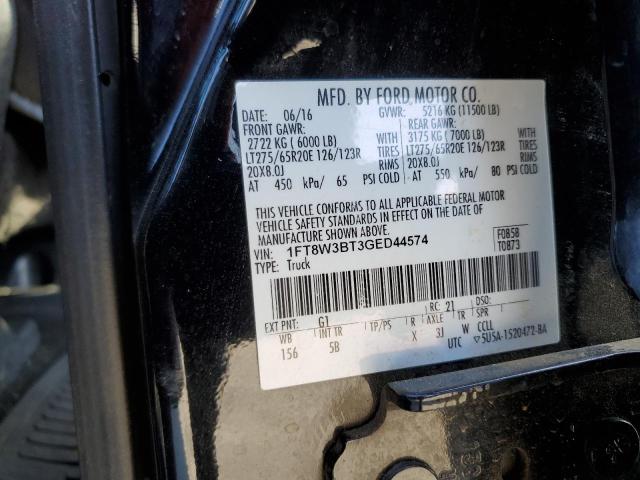 MFD. BY FORD MOTOR CO.
DATE: 06/16 GVWR: 5216 KG (11500 LB)
FRONT GAWR: REAR GAWR:
2722 KG ( 6000 LB) WITH 3175 KG ( 7000 LB) WITH
LT275/65R20E 126/123R TIRES LT275/65R20E 126/123R TIRES
20X8.0J RIMS 20X8.0J RIMS
AT 450 kPa/ 65 PSI COLD AT 550 kPa/ 80 PSI COLD
THIS VEHICLE CONFORMS TO ALL APPLICABLE FEDERAL MOTOR
VEHICLE SAFETY STANDARDS IN EFFECT ON THE DATE OF
MANUFACTURE SHOWN ABOVE.
VIN: 1FT8W3BT3GED44574 F0858
TYPE: Truck T0873
EXT PNT: G1 RC: 21 DSO:
WB INT TR TP/PS R AXLE TR SPR
156 5B X 3J W CCLL
UTC ▽5U5A-1520472-BA